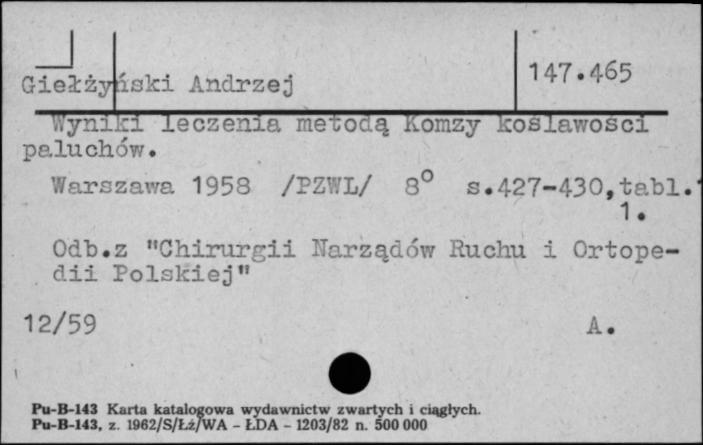 Giełżyński Andrzej
147.465
Wyniki leczenia metodą Komzy koślawości
paluchów.
Warszawa 1958 /PZWL/ 8° s.427-430,tabl.
1.
Odb.z "Chirurgii Narządów Ruchu i Ortope-
dii Polskiej"
12/59 A.
Pu-B-143 Karta katalogowa wydawnictw zwartych i ciągłych.
Pu-B-143, z. 1962/S/Łż/WA - ŁDA - 1203/82 n. 500 000